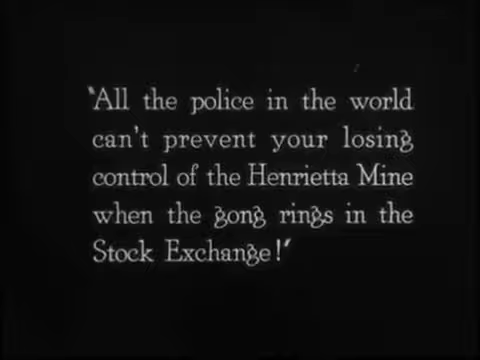 "All the police in the world
can't prevent your losing
control of the Henrietta Mine
when the gong rings in the
Stock Exchange!"